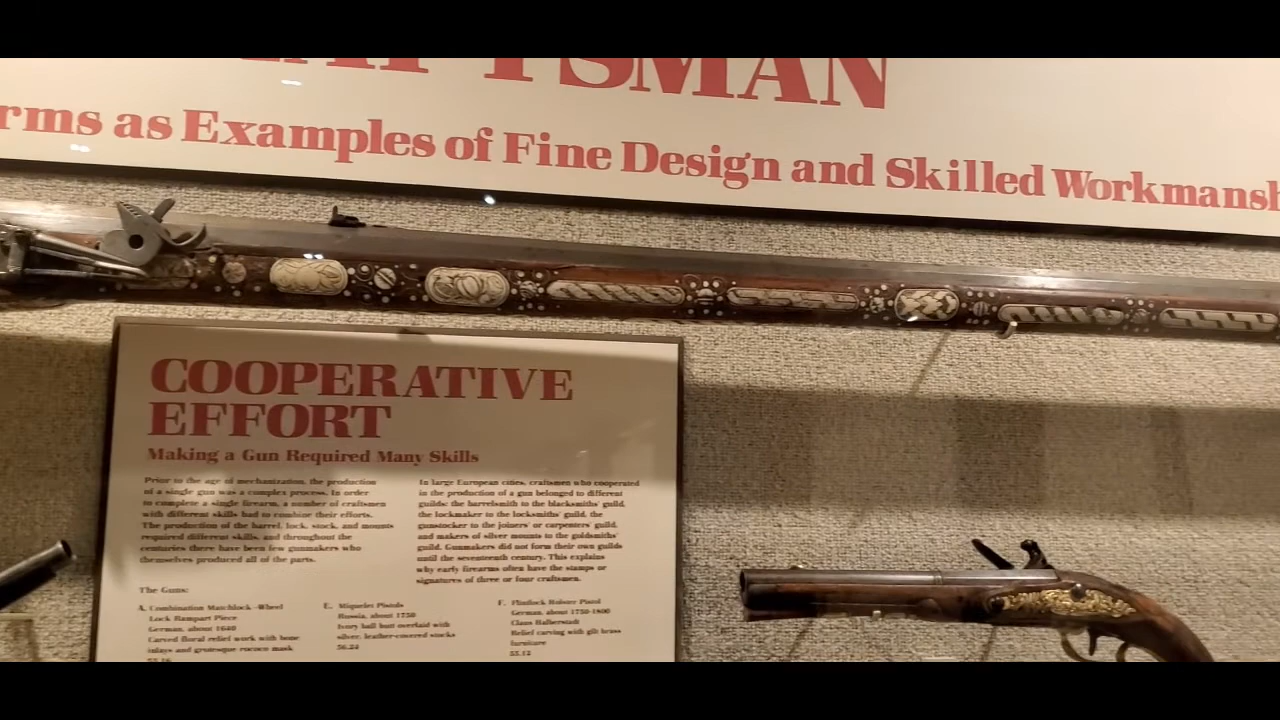 CRAFTSMAN
rms as Examples of Fine Design and Skilled Workmansh
COOPERATIVE
EFFORT
Making a Gun Required Many Skills
Prior to the age of mechanization, the production
of a single gun was a complex process. In order
to complete a single firearm, a number of craftsmen
with different skills had to combine their efforts.
The production of the barrel, lock, stock, and mounts
required different skills, and throughout the
centuries there have been few gunmakers who
themselves produced all of the parts.
In large European cities, craftsmen who cooperated
in the production of a gun belonged to different
guilds: the barrelsmith to the blacksmiths' guild,
the lockmaker to the locksmiths' guild, the
gunstocker to the joiners' or carpenters' guild,
and makers of silver mounts to the goldsmiths'
guild. Gunmakers did not form their own guilds
until the seventeenth century. This explains
why early firearms often have the stamps or
signatures of three or four craftsmen.
The Guns:
A. Combination Matchlock-Wheel
Lock Rampart Piece
German, about 1640
Carved floral relief work with bone
inlays and grotesque rococo mask
E. Miquelet Pistols
Russia, about 1750
Ivory ball butt overlaid with
silver, leather-covered stocks
56.24
F. Flintlock Holster Pistol
German, about 1750-1800
Claus Halberstadt
Relief carving with gilt brass
furniture
55.12